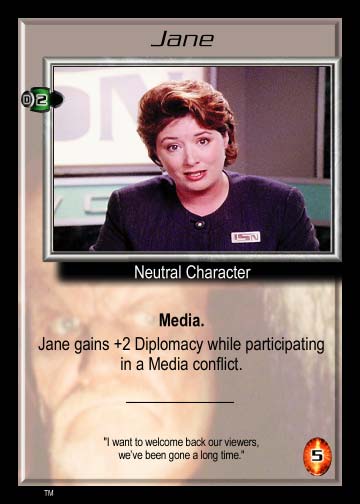 Jane
D 2
ISN
Neutral Character
Media.
Jane gains +2 Diplomacy while participating
in a Media conflict.
"I want to welcome back our viewers,
we've been gone a long time."
5
TM